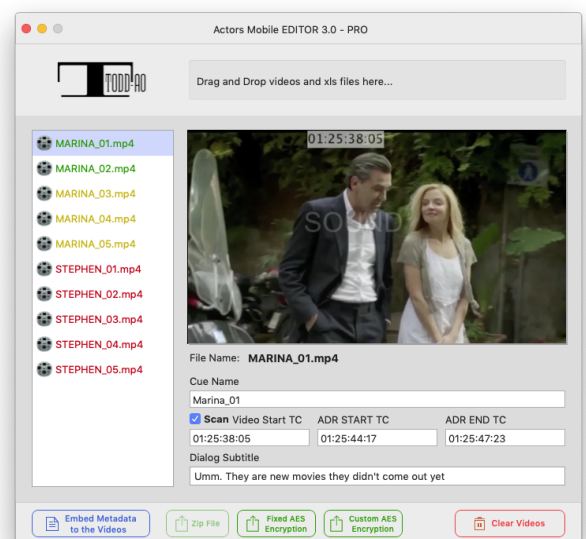 Actors Mobile EDITOR 3.0 - PRO
TODD-AO
Drag and Drop videos and xls files here...
MARINA_01.mp4
MARINA_02.mp4
MARINA_03.mp4
MARINA_04.mp4
MARINA_05.mp4
STEPHEN_01.mp4
STEPHEN_02.mp4
STEPHEN_03.mp4
STEPHEN_04.mp4
STEPHEN_05.mp4
01:25:38:05
SOUND
File Name: MARINA_01.mp4
Cue Name
Marina_01
Scan Video Start TC ADR START TC ADR END TC
01:25:38:05 01:25:44:17 01:25:47:23
Dialog Subtitle
Umm. They are new movies they didn't come out yet
Embed Metadata
to the Videos
Zip File
Fixed AES
Encryption
Custom AES
Encryption
Clear Videos